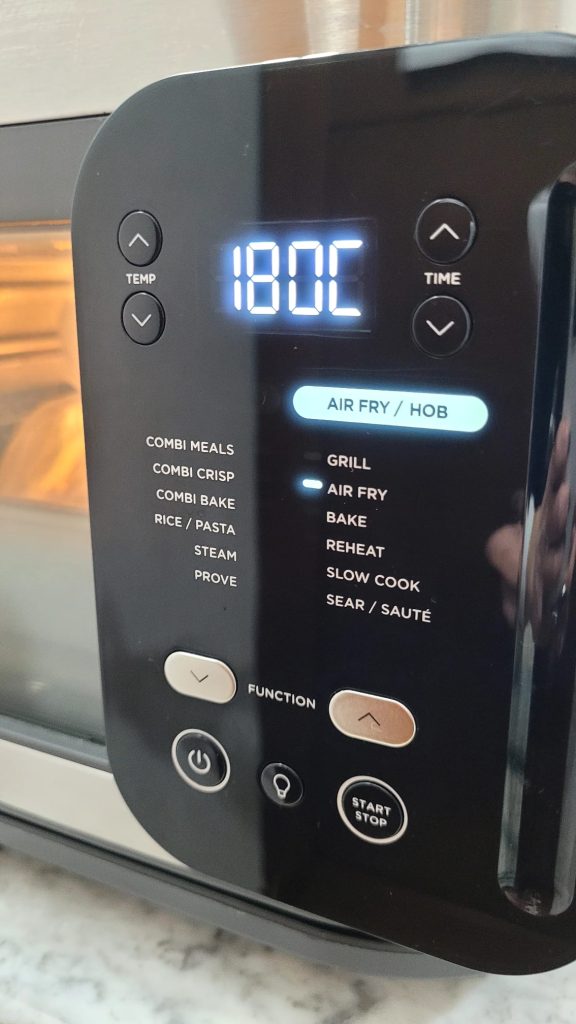 180C
TEMP
TIME
AIR FRY / HOB
COMBI MEALS
COMBI CRISP
COMBI BAKE
RICE / PASTA
STEAM
PROVE
GRILL
AIR FRY
BAKE
REHEAT
SLOW COOK
SEAR / SAUTÉ
FUNCTION
START
STOP